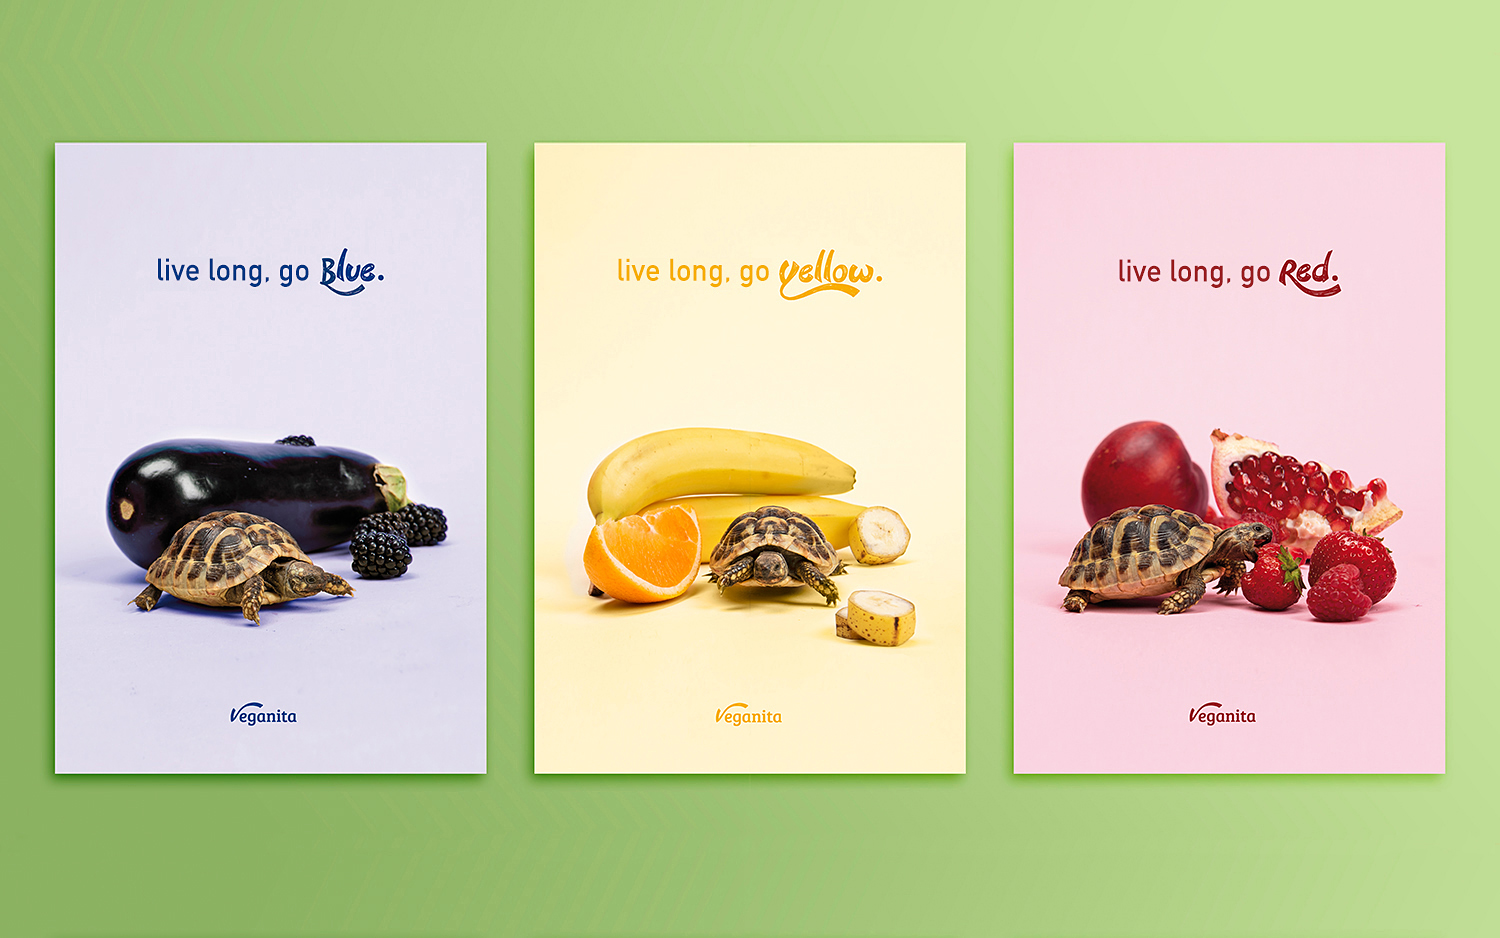 live long, go Blue.
Veganita
live long, go yellow.
Veganita
live long, go Red.
Veganita